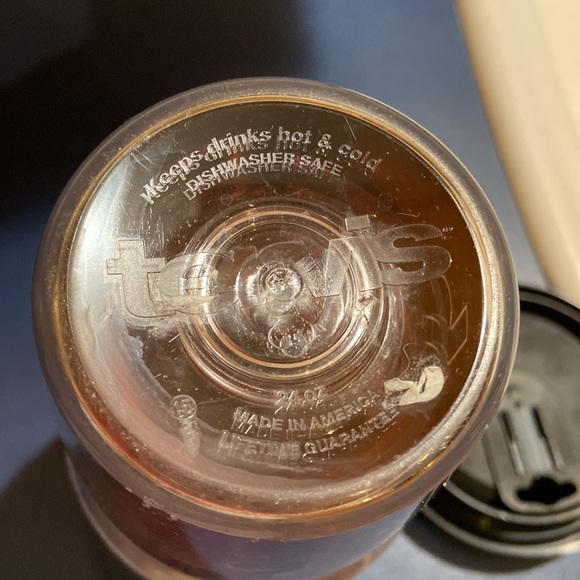 keeps drinks hot & cold
DISHWASHER SAFE
tervis
24 oz
MADE IN AMERICA
LIFETIME GUARANTEE